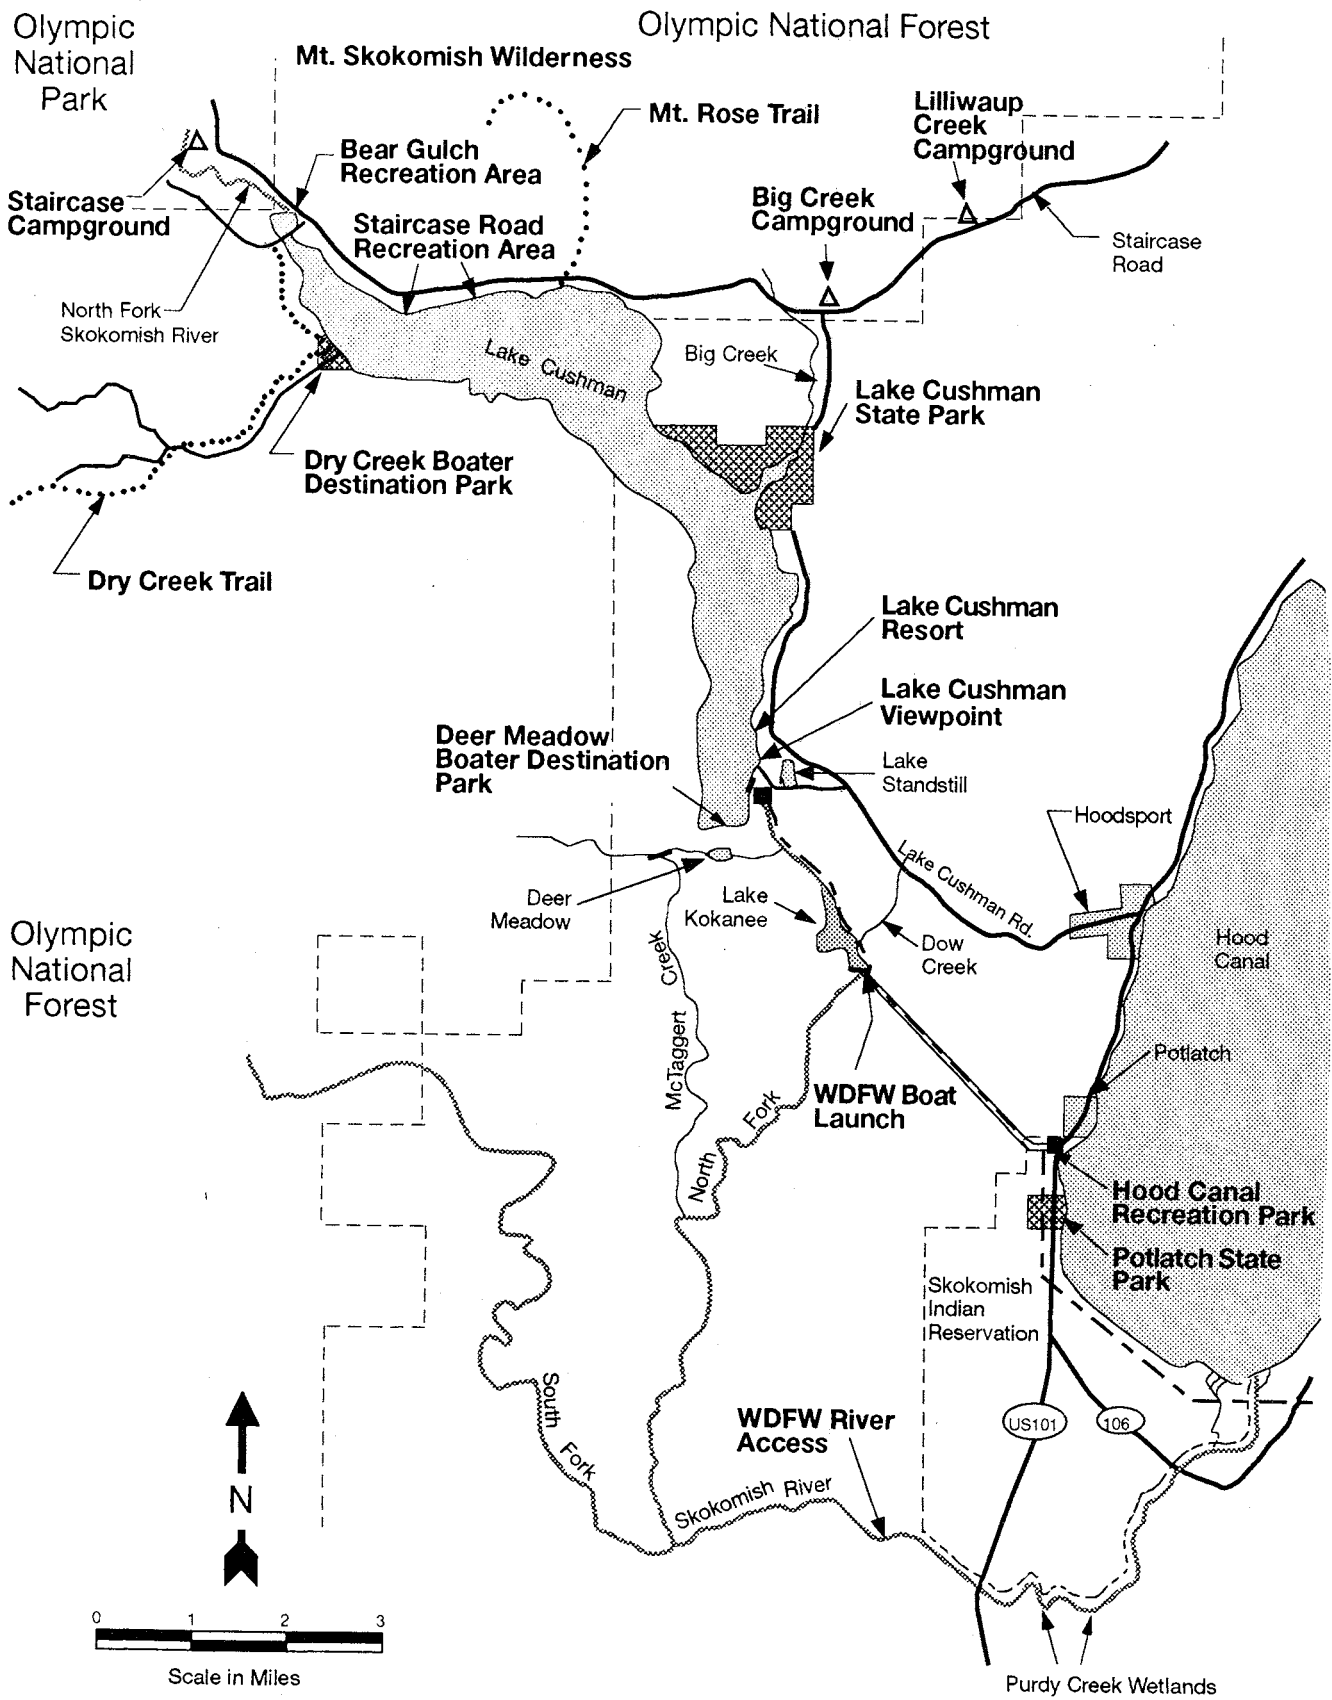 Olympic
National
Park
Olympic National Forest
Mt. Skokomish Wilderness
Mt. Rose Trail
Lilliwaup
Creek
Campground
Bear Gulch
Recreation Area
Big Creek
Campground
Staircase
Campground
Staircase Road
Recreation Area
Staircase
Road
North Fork
Skokomish River
Lake Cushman
Big Creek
Lake Cushman
State Park
Dry Creek Boater
Destination Park
Dry Creek Trail
Lake Cushman
Resort
Lake Cushman
Viewpoint
Deer Meadow
Boater Destination
Park
Lake
Standstill
Hoodsport
Lake Cushman Rd.
Deer
Meadow
Lake
Kokanee
Dow
Creek
Hood
Canal
Olympic
National
Forest
McTaggert Creek
Potlatch
WDFW Boat
Launch
North Fork
Hood Canal
Recreation Park
Potlatch State
Park
Skokomish
Indian
Reservation
South Fork
US101
106
WDFW River
Access
Skokomish River
N
0 1 2 3
Scale in Miles
Purdy Creek Wetlands